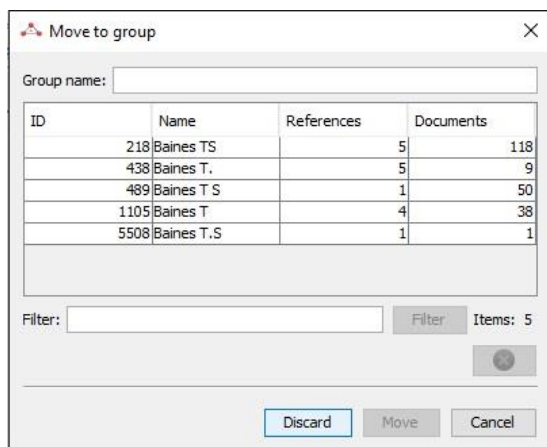 Move to group
Group name:
ID Name References Documents
218 Baines TS 5 118
438 Baines T. 5 9
489 Baines T S 1 50
1105 Baines T 4 38
5508 Baines T.S 1 1
Filter: Filter Items: 5
Discard Move Cancel